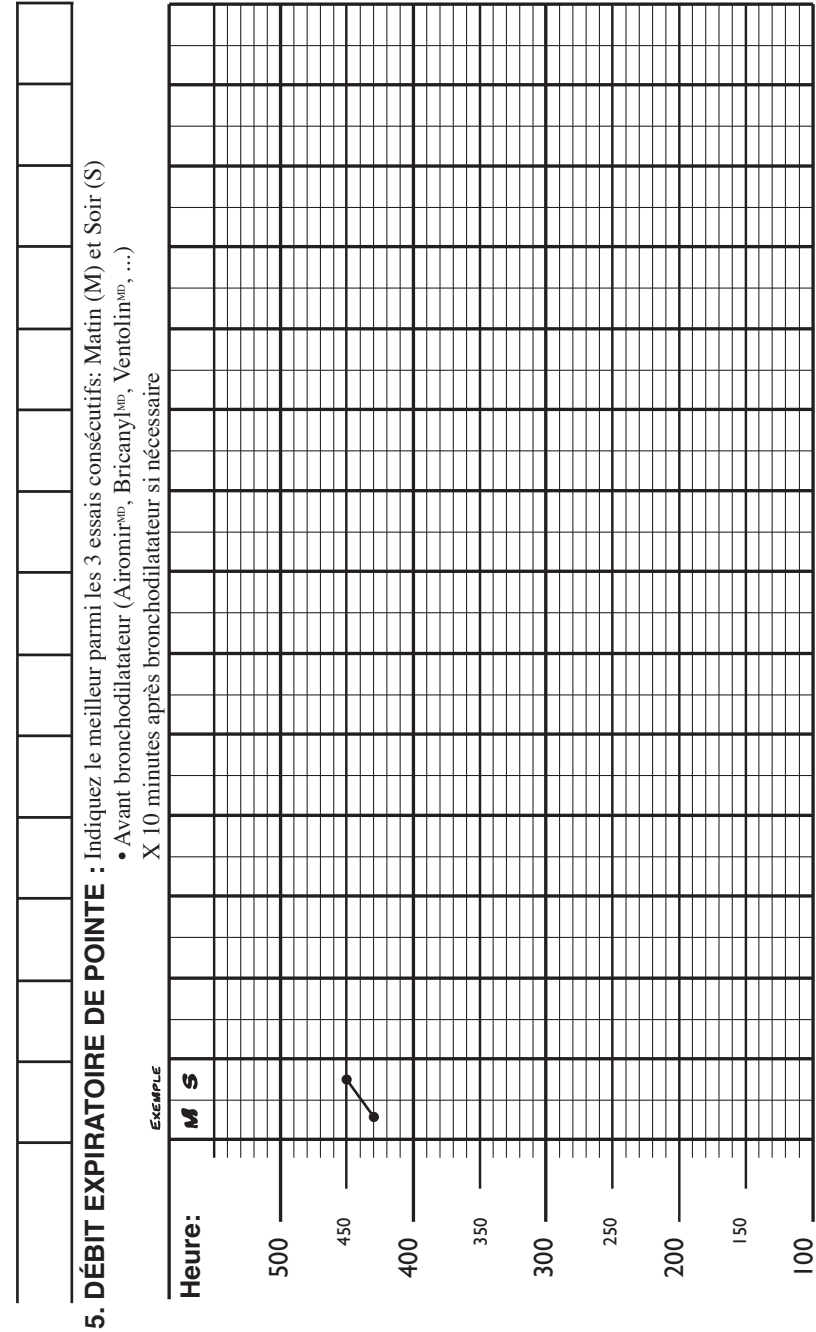 5. DÉBIT EXPIRATOIRE DE POINTE : Indiquez le meilleur parmi les 3 essais consécutifs: Matin (M) et Soir (S)
• Avant bronchodilatateur (Airomir^MD, Bricanyl^MD, Ventolin^MD, ...)
X 10 minutes après bronchodilatateur si nécessaire
EXEMPLE
Heure: M S
500
450
400
350
300
250
200
150
100